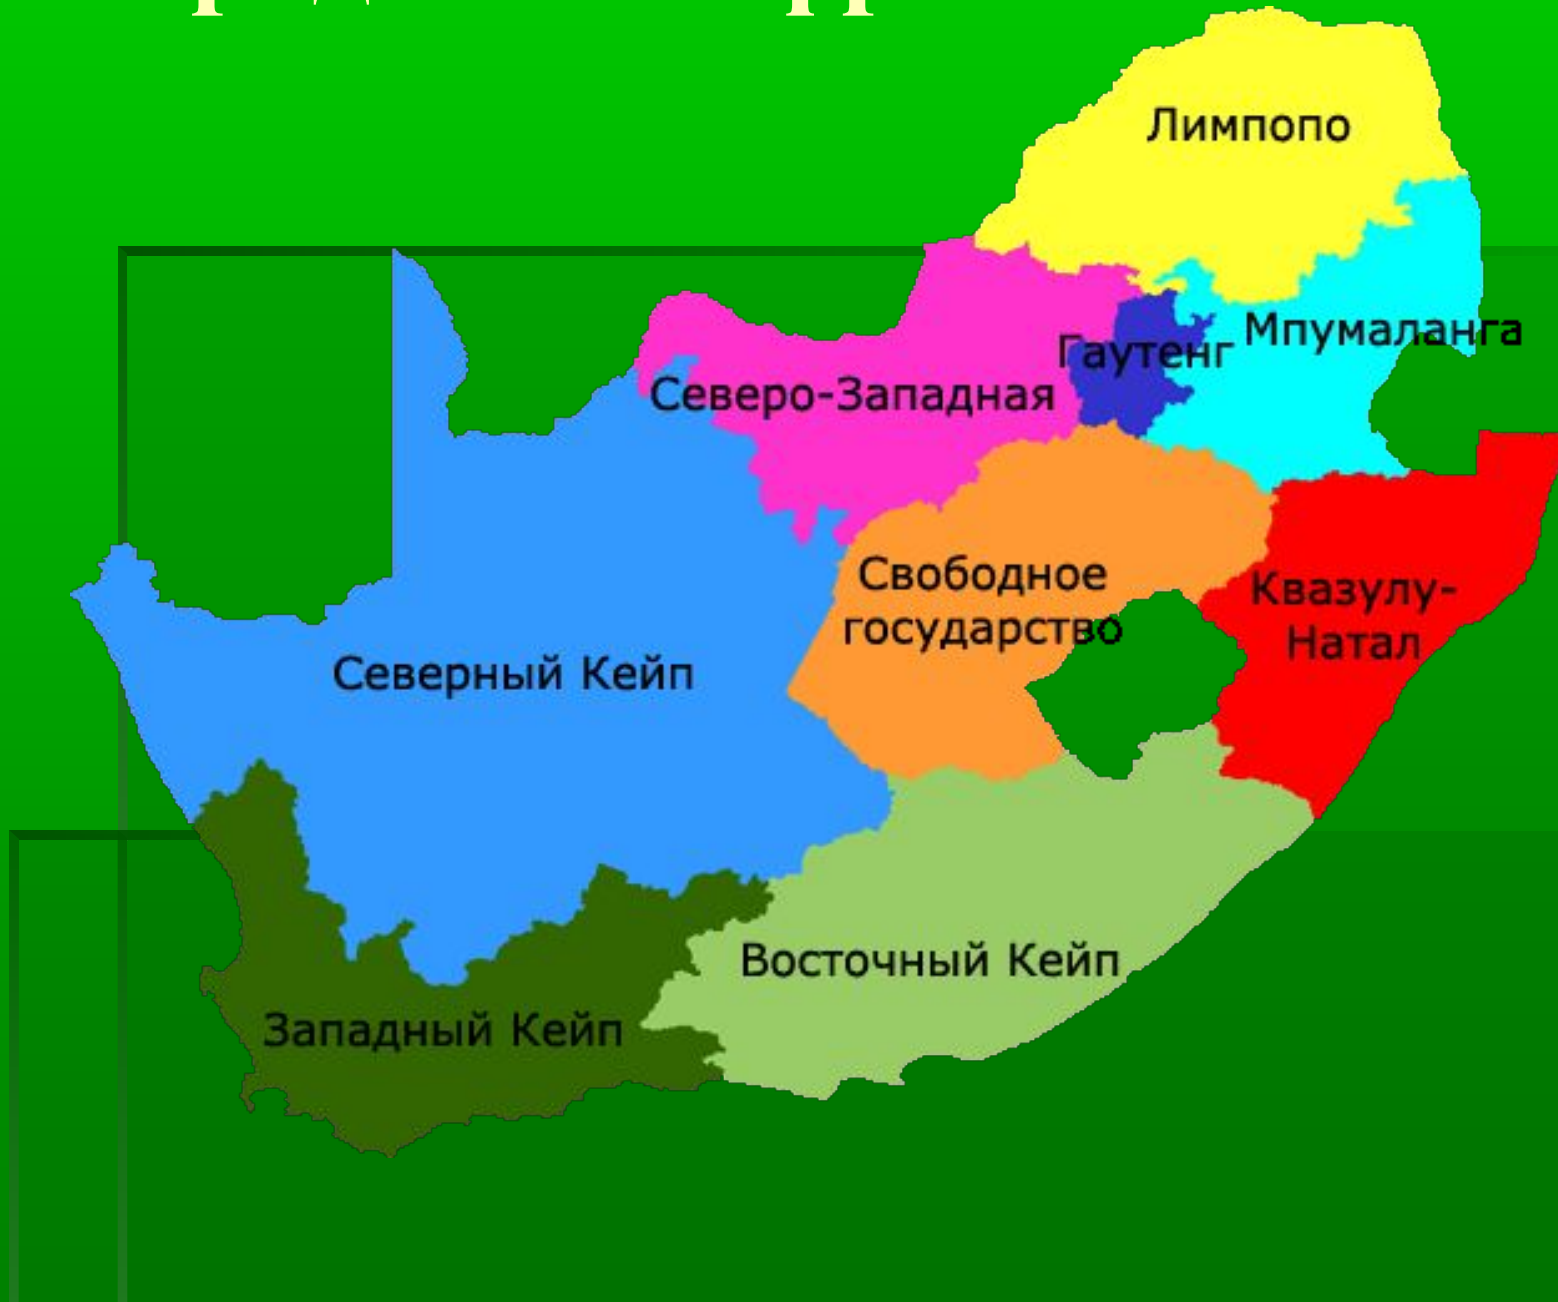 Лимпопо
Мпумаланга
Гаутенг
Северо-Западная
Свободное
государство
Квазулу-
Натал
Северный Кейп
Восточный Кейп
Западный Кейп